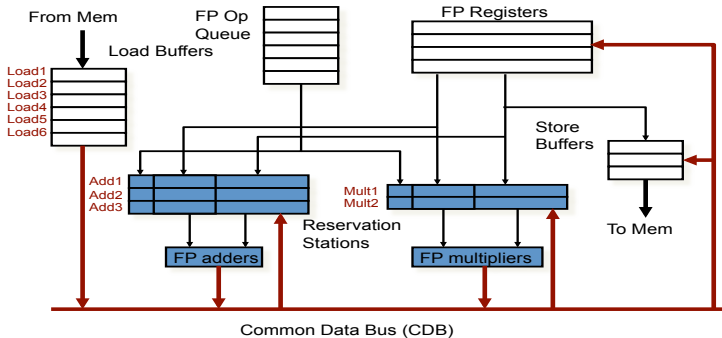 From Mem
FP Op
Queue
FP Registers
Load Buffers
Load1
Load2
Load3
Load4
Load5
Load6
Store
Buffers
Add1
Add2
Add3
Mult1
Mult2
Reservation
Stations
To Mem
FP adders
FP multipliers
Common Data Bus (CDB)